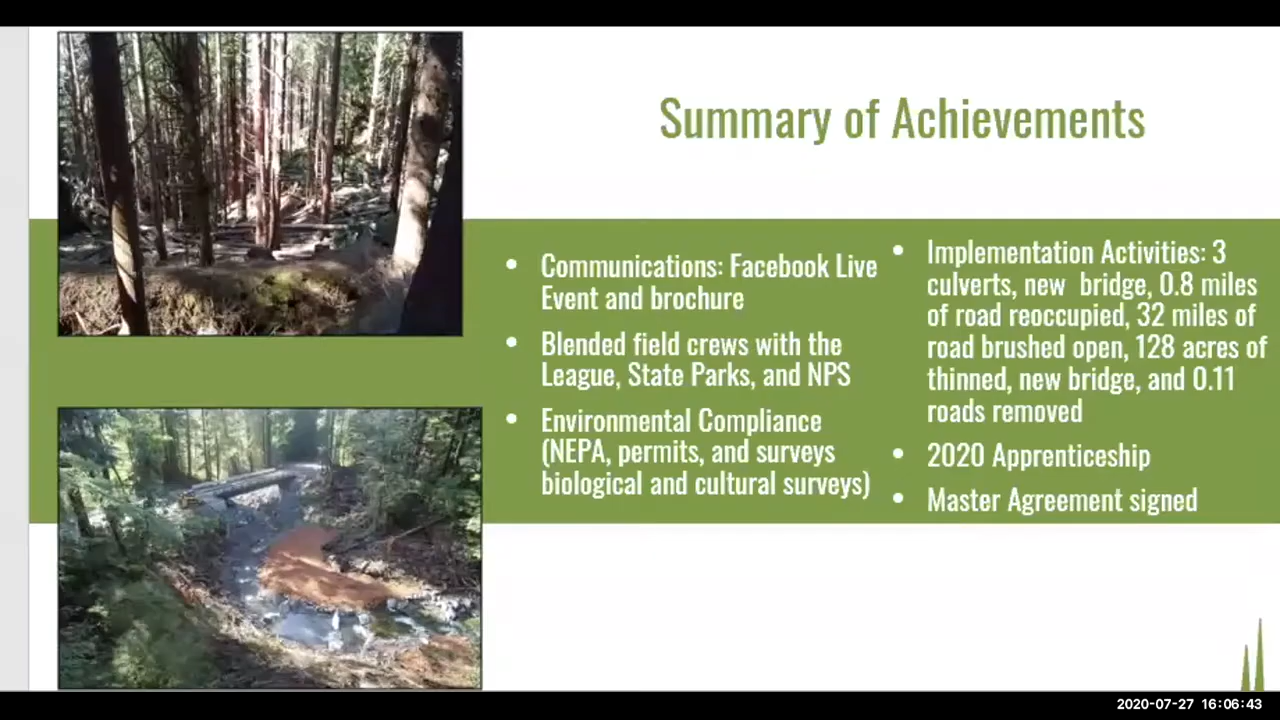 Summary of Achievements
• Communications: Facebook Live
Event and brochure
• Blended field crews with the
League, State Parks, and NPS
• Environmental Compliance
(NEPA, permits, and surveys
biological and cultural surveys)
• Implementation Activities: 3
culverts, new bridge, 0.8 miles
of road reoccupied, 32 miles of
road brushed open, 128 acres of
thinned, new bridge, and 0.11
roads removed
• 2020 Apprenticeship
• Master Agreement signed
2020-07-27 16:06:43